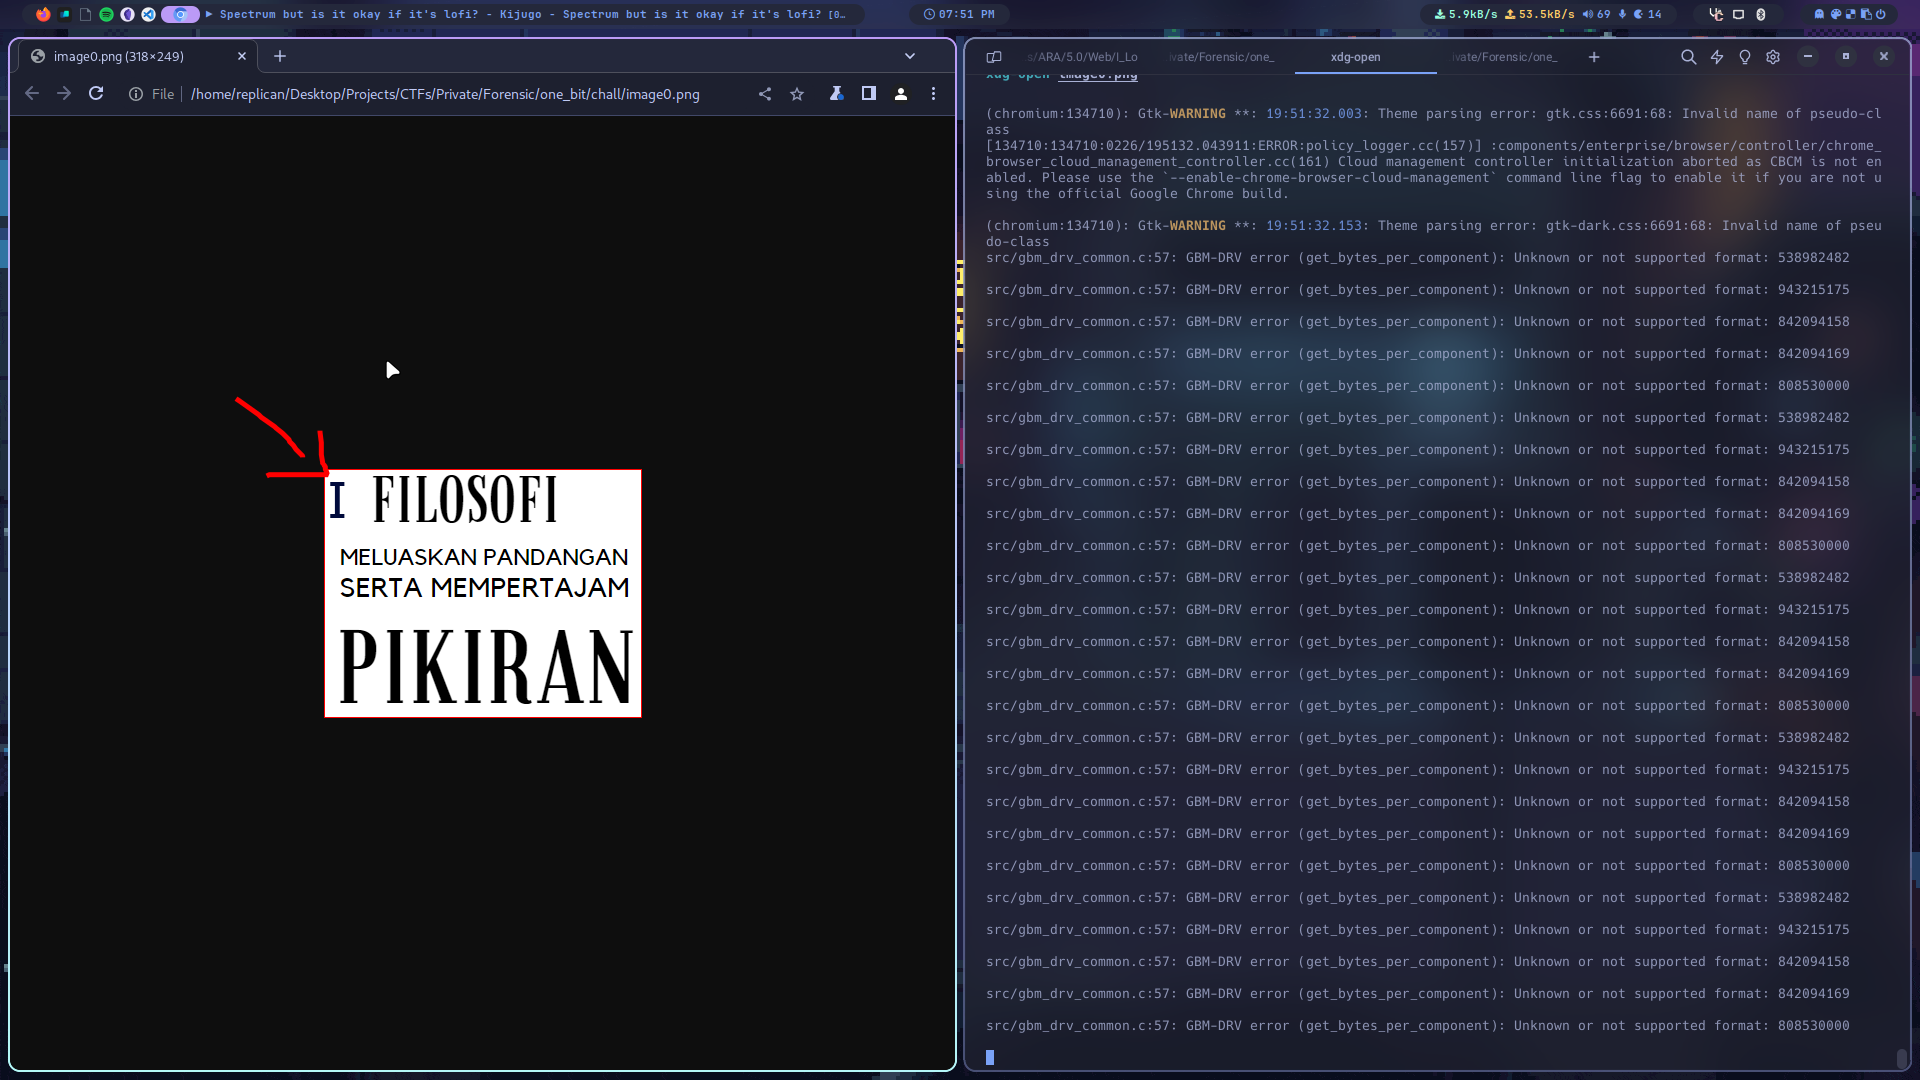 Spectrum but is it okay if it's lofi? - Kijugo - Spectrum but is it okay if it's lofi? [0…
07:51 PM
5.9kB/s 53.5kB/s 69 14
image0.png (318×249)
File
/home/replican/Desktop/Projects/CTFs/Private/Forensic/one_bit/chall/image0.png
I FILOSOFI
MELUASKAN PANDANGAN
SERTA MEMPERTAJAM
PIKIRAN
s/ARA/5.0/Web/I_Lo
ivate/Forensic/one_
xdg-open
ivate/Forensic/one_
xdg-open image0.png
(chromium:134710): Gtk-WARNING **: 19:51:32.003: Theme parsing error: gtk.css:6691:68: Invalid name of pseudo-cl
ass
[134710:134710:0226/195132.043911:ERROR:policy_logger.cc(157)] :components/enterprise/browser/controller/chrome_
browser_cloud_management_controller.cc(161) Cloud management controller initialization aborted as CBCM is not en
abled. Please use the `--enable-chrome-browser-cloud-management` command line flag to enable it if you are not u
sing the official Google Chrome build.
(chromium:134710): Gtk-WARNING **: 19:51:32.153: Theme parsing error: gtk-dark.css:6691:68: Invalid name of pseu
do-class
src/gbm_drv_common.c:57: GBM-DRV error (get_bytes_per_component): Unknown or not supported format: 538982482
src/gbm_drv_common.c:57: GBM-DRV error (get_bytes_per_component): Unknown or not supported format: 943215175
src/gbm_drv_common.c:57: GBM-DRV error (get_bytes_per_component): Unknown or not supported format: 842094158
src/gbm_drv_common.c:57: GBM-DRV error (get_bytes_per_component): Unknown or not supported format: 842094169
src/gbm_drv_common.c:57: GBM-DRV error (get_bytes_per_component): Unknown or not supported format: 808530000
src/gbm_drv_common.c:57: GBM-DRV error (get_bytes_per_component): Unknown or not supported format: 538982482
src/gbm_drv_common.c:57: GBM-DRV error (get_bytes_per_component): Unknown or not supported format: 943215175
src/gbm_drv_common.c:57: GBM-DRV error (get_bytes_per_component): Unknown or not supported format: 842094158
src/gbm_drv_common.c:57: GBM-DRV error (get_bytes_per_component): Unknown or not supported format: 842094169
src/gbm_drv_common.c:57: GBM-DRV error (get_bytes_per_component): Unknown or not supported format: 808530000
src/gbm_drv_common.c:57: GBM-DRV error (get_bytes_per_component): Unknown or not supported format: 538982482
src/gbm_drv_common.c:57: GBM-DRV error (get_bytes_per_component): Unknown or not supported format: 943215175
src/gbm_drv_common.c:57: GBM-DRV error (get_bytes_per_component): Unknown or not supported format: 842094158
src/gbm_drv_common.c:57: GBM-DRV error (get_bytes_per_component): Unknown or not supported format: 842094169
src/gbm_drv_common.c:57: GBM-DRV error (get_bytes_per_component): Unknown or not supported format: 808530000
src/gbm_drv_common.c:57: GBM-DRV error (get_bytes_per_component): Unknown or not supported format: 538982482
src/gbm_drv_common.c:57: GBM-DRV error (get_bytes_per_component): Unknown or not supported format: 943215175
src/gbm_drv_common.c:57: GBM-DRV error (get_bytes_per_component): Unknown or not supported format: 842094158
src/gbm_drv_common.c:57: GBM-DRV error (get_bytes_per_component): Unknown or not supported format: 842094169
src/gbm_drv_common.c:57: GBM-DRV error (get_bytes_per_component): Unknown or not supported format: 808530000
src/gbm_drv_common.c:57: GBM-DRV error (get_bytes_per_component): Unknown or not supported format: 538982482
src/gbm_drv_common.c:57: GBM-DRV error (get_bytes_per_component): Unknown or not supported format: 943215175
src/gbm_drv_common.c:57: GBM-DRV error (get_bytes_per_component): Unknown or not supported format: 842094158
src/gbm_drv_common.c:57: GBM-DRV error (get_bytes_per_component): Unknown or not supported format: 842094169
src/gbm_drv_common.c:57: GBM-DRV error (get_bytes_per_component): Unknown or not supported format: 808530000